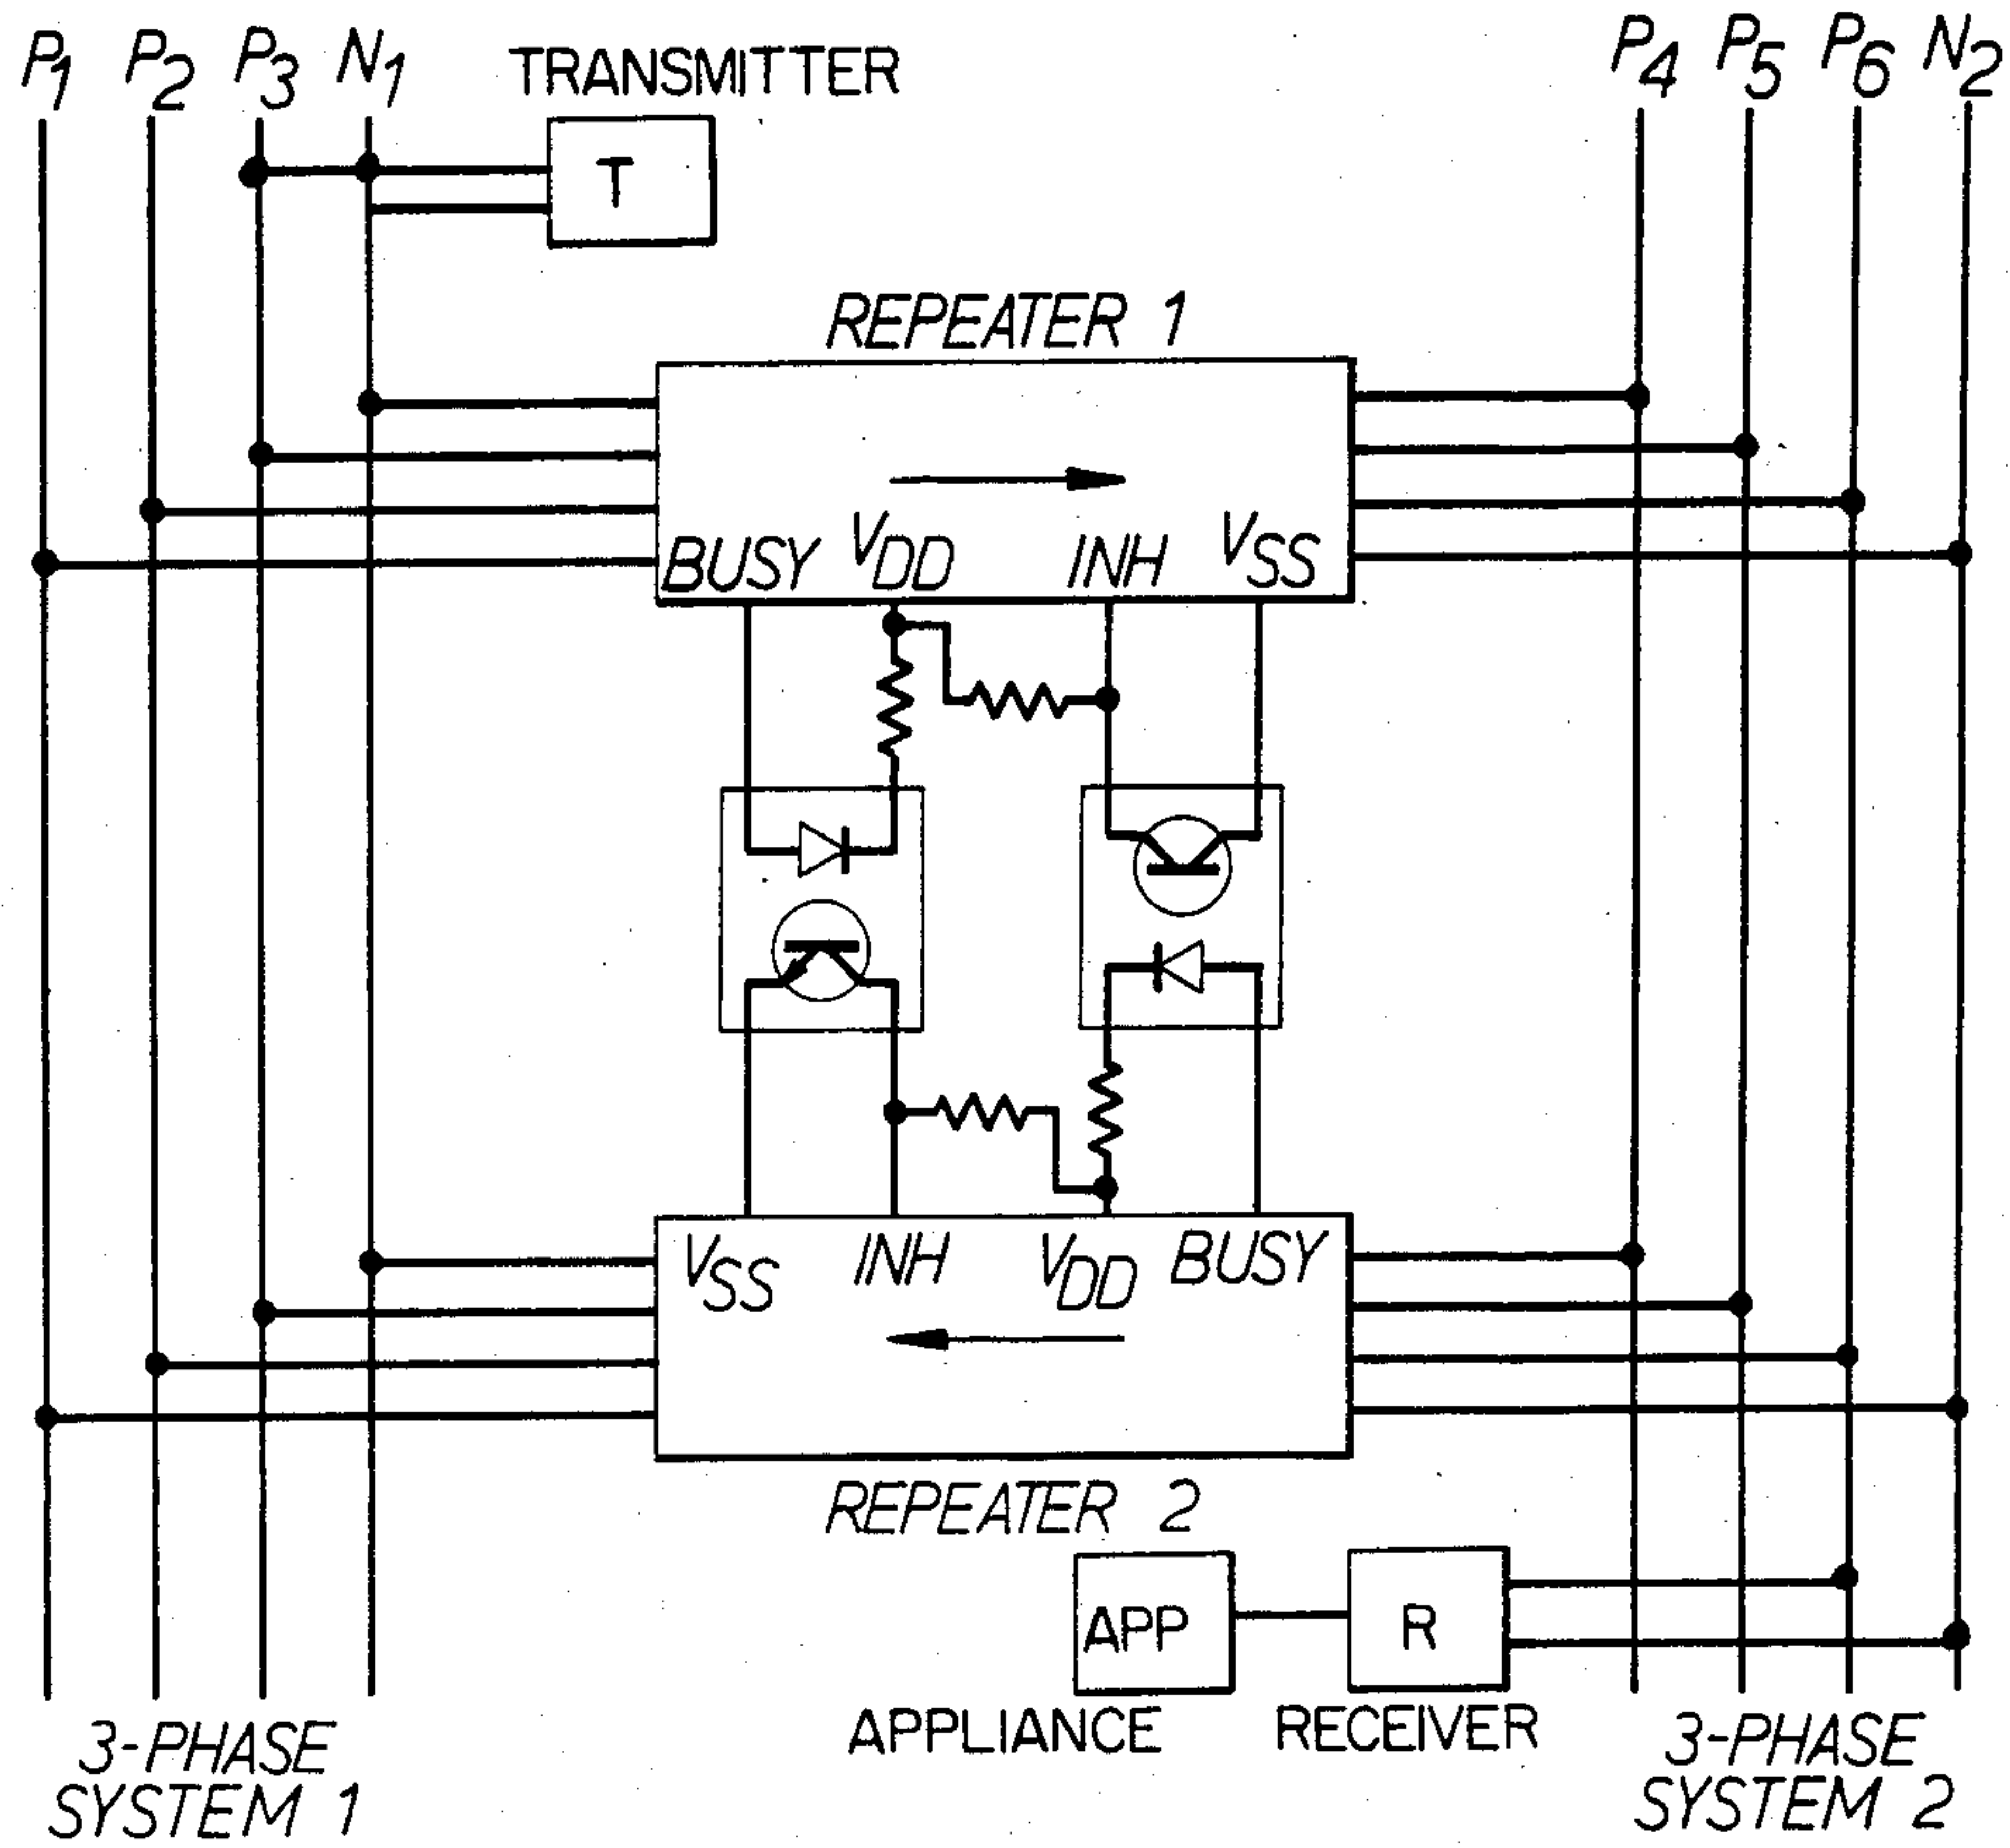 P1 P2 P3 N1 TRANSMITTER P4 P5 P6 N2
T
REPEATER 1
BUSY VDD INH VSS
VSS INH VDD BUSY
REPEATER 2
APP R
APPLIANCE RECEIVER
3-PHASE
SYSTEM 1
3-PHASE
SYSTEM 2